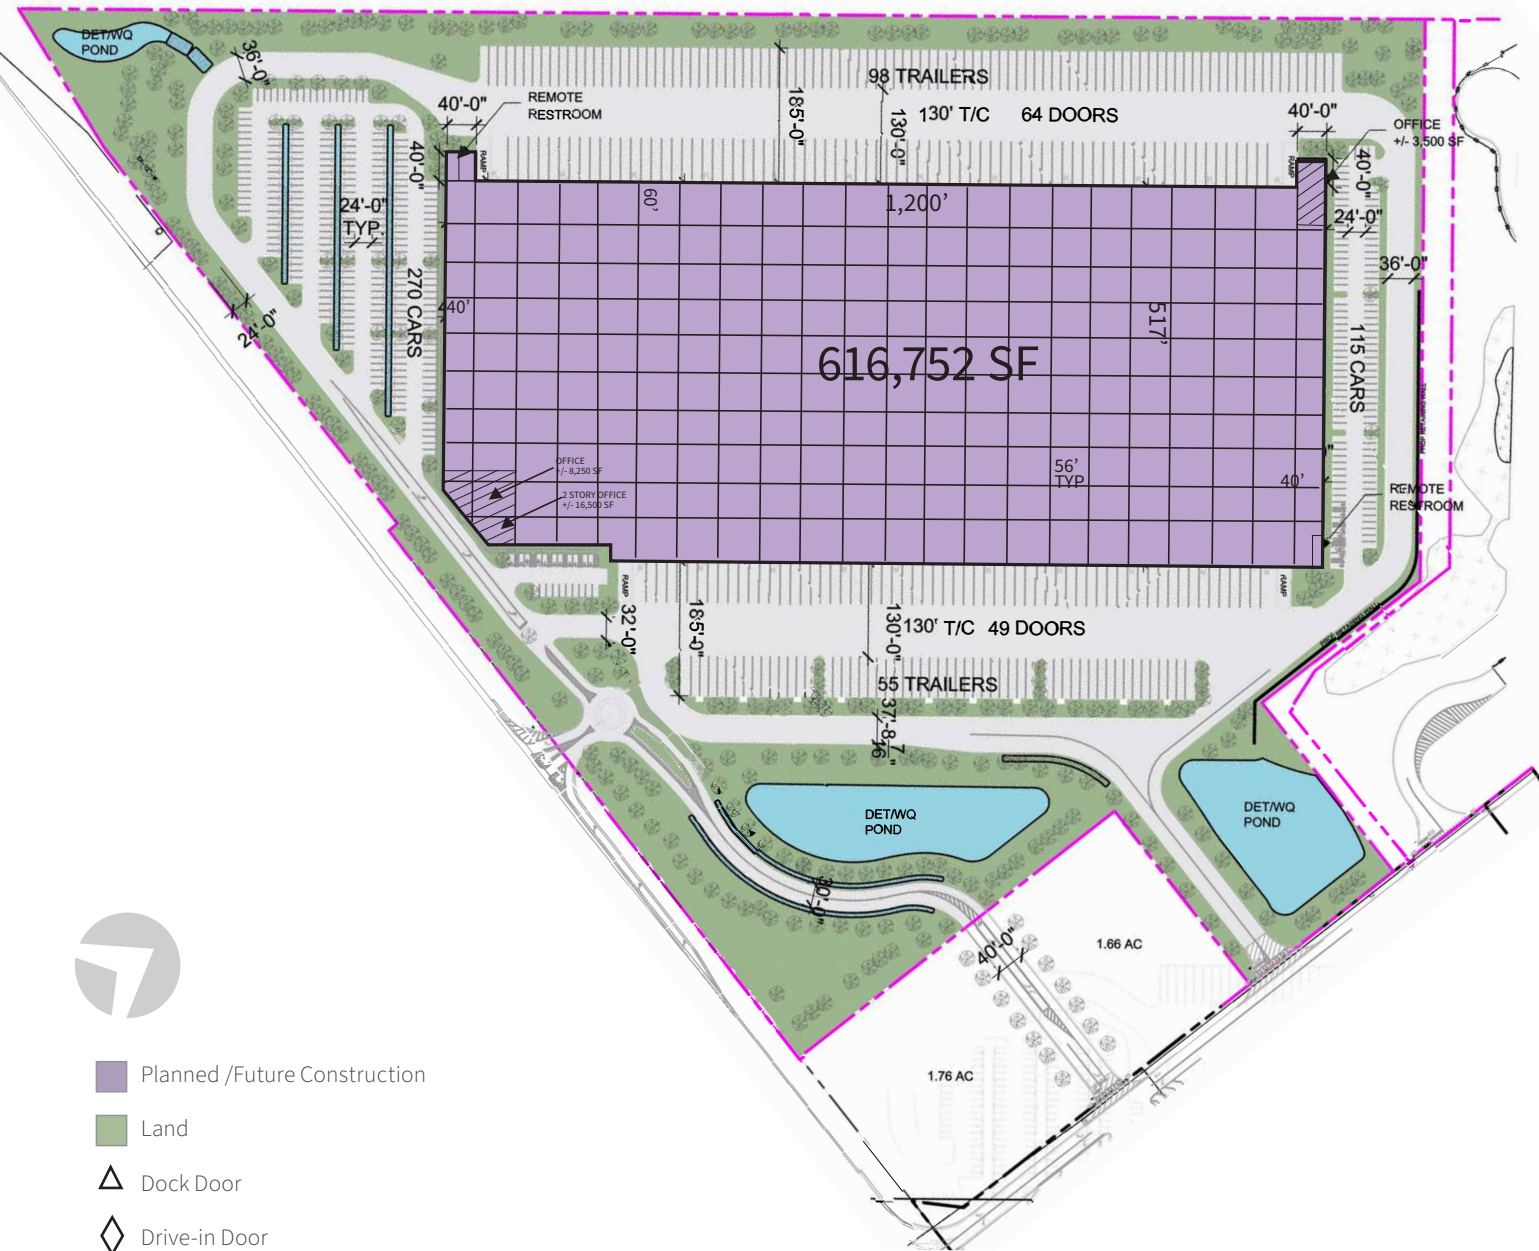 DET/WQ
POND
36'-0"
98 TRAILERS
40'-0"
REMOTE
RESTROOM
185'-0"
130'-0"
130' T/C 64 DOORS
40'-0"
OFFICE
+/- 3,500 SF
40'-0"
RAMP
RAMP
40'-0"
60'
1,200'
24'-0"
TYP.
24'-0"
36'-0"
270 CARS
440'
517'
24'-0"
115 CARS
616,752 SF
OFFICE
+/- 8,250 SF
2 STORY OFFICE
+/- 16,500 SF
56'
TYP
40'
REMOTE
RESTROOM
RAMP
RAMP
32'-0"
185'-0"
130'-0"
130' T/C 49 DOORS
55 TRAILERS
DET/WQ
POND
DET/WQ
POND
40'-0"
1.66 AC
1.76 AC
Planned /Future Construction
Land
Dock Door
Drive-in Door